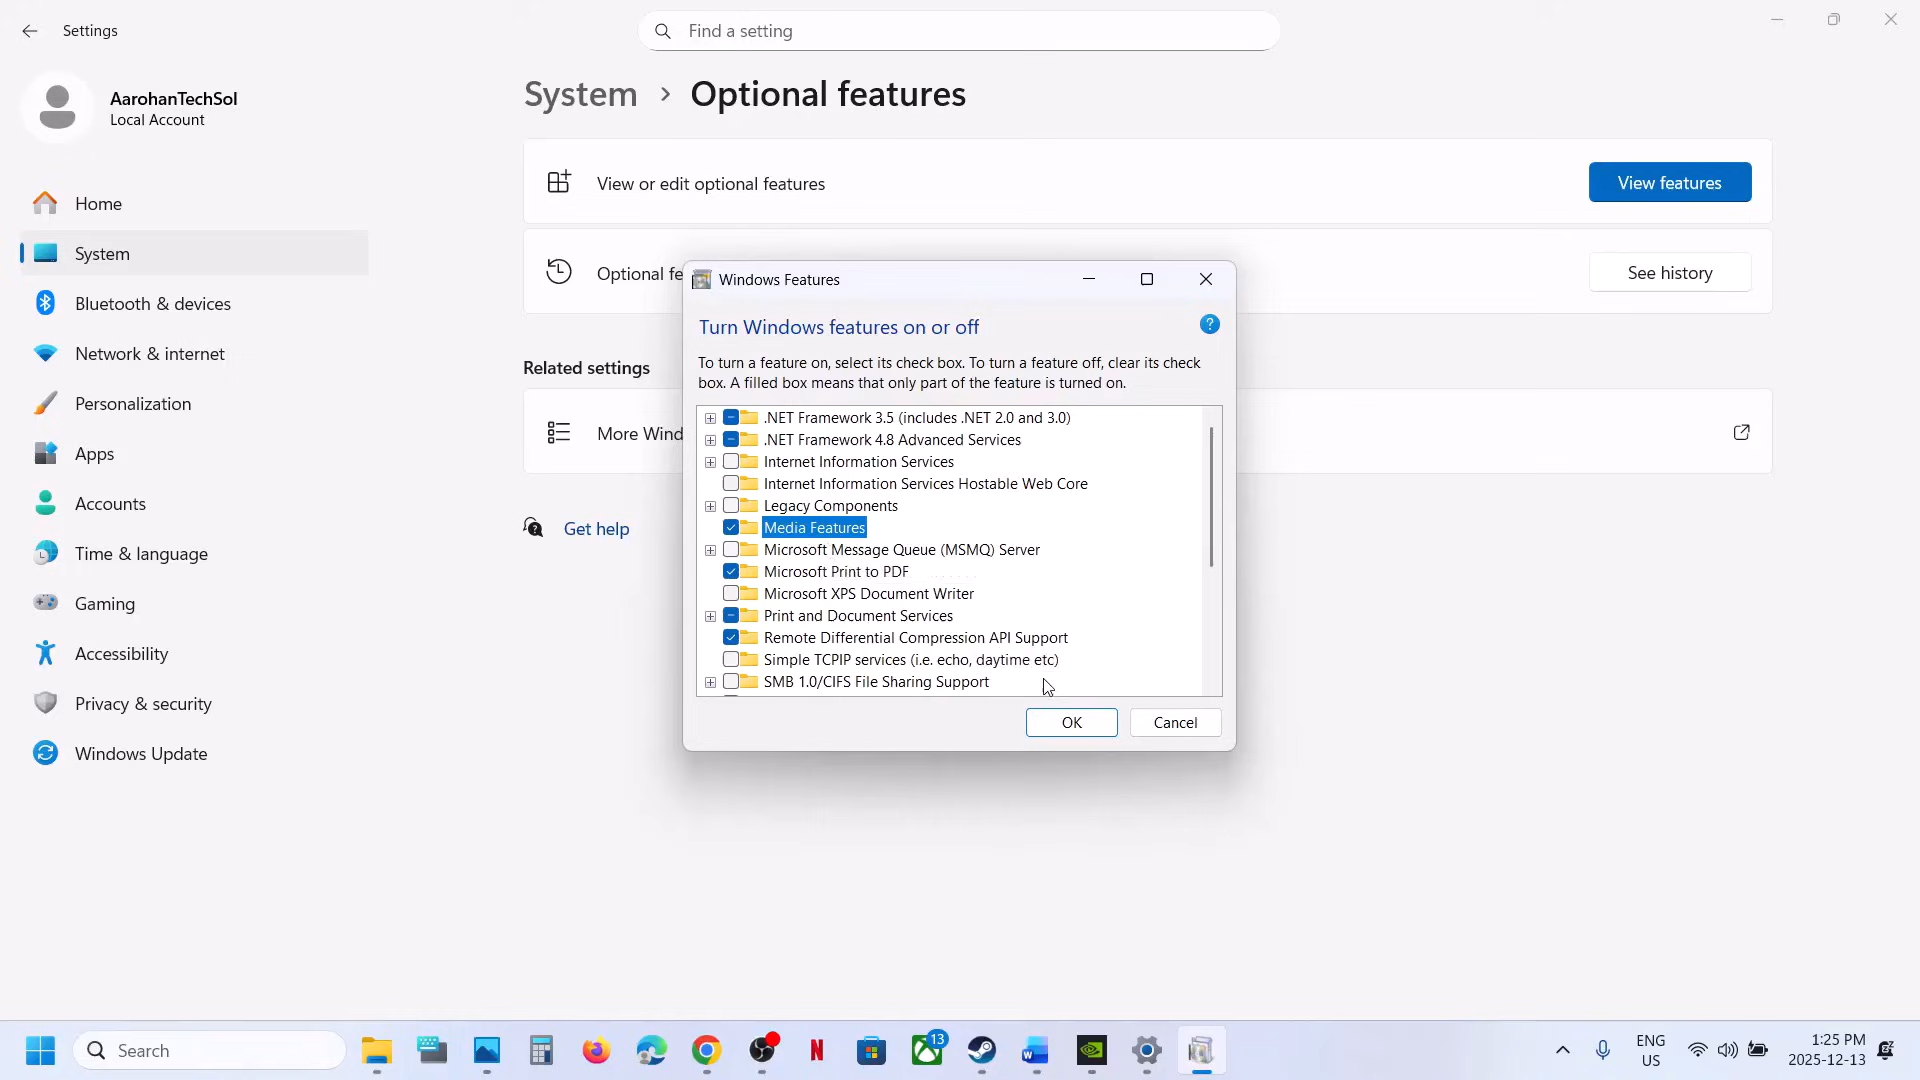 Settings
Find a setting
AarohanTechSol
Local Account
System > Optional features
View or edit optional features
View features
Home
System
Bluetooth & devices
Network & internet
Personalization
Apps
Accounts
Time & language
Gaming
Accessibility
Privacy & security
Windows Update
Optional fe
See history
Related settings
More Wind
Get help
Windows Features
Turn Windows features on or off
?
To turn a feature on, select its check box. To turn a feature off, clear its check
box. A filled box means that only part of the feature is turned on.
.NET Framework 3.5 (includes .NET 2.0 and 3.0)
.NET Framework 4.8 Advanced Services
Internet Information Services
Internet Information Services Hostable Web Core
Legacy Components
Media Features
Microsoft Message Queue (MSMQ) Server
Microsoft Print to PDF
Microsoft XPS Document Writer
Print and Document Services
Remote Differential Compression API Support
Simple TCPIP services (i.e. echo, daytime etc)
SMB 1.0/CIFS File Sharing Support
OK
Cancel
Search
13
ENG
US
1:25 PM
2025-12-13